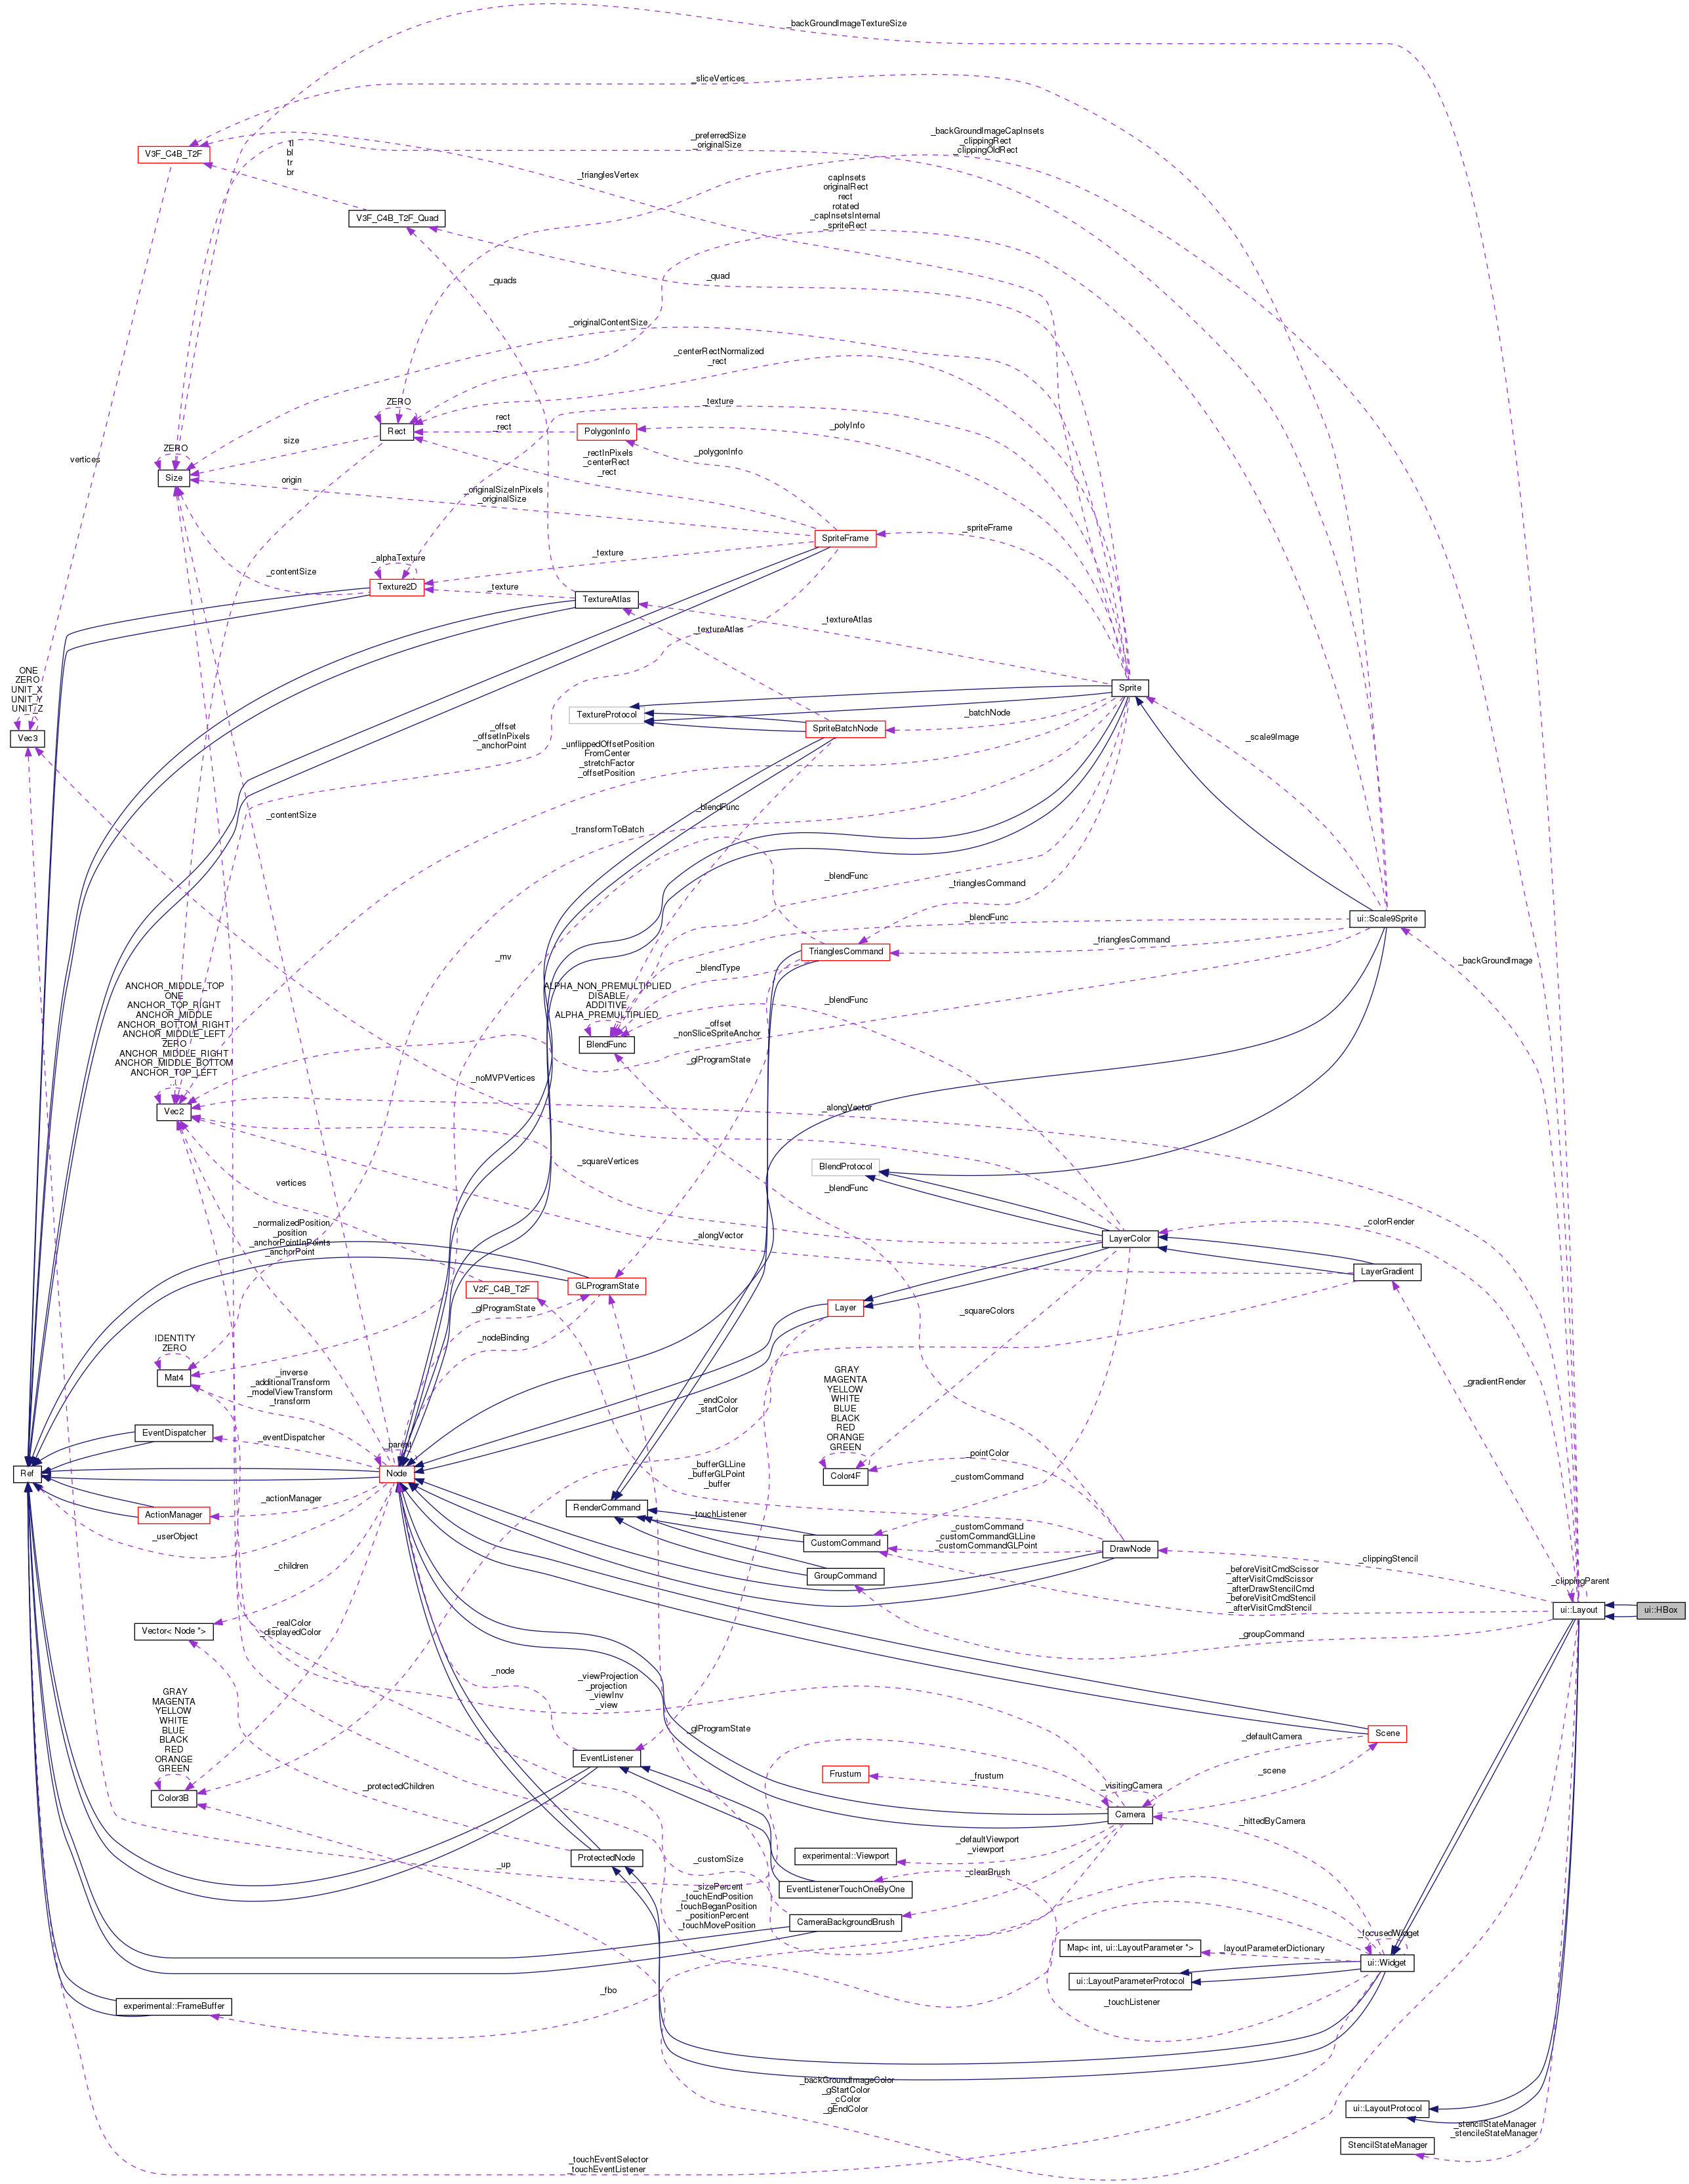 _backGroundImageTextureSize
_sliceVertices
_preferredSize
_originalSize
_backGroundImageCapInsets
_clippingRect
_clippingOldRect
V3F_C4B_T2F
tl
bl
tr
br
_trianglesVertex
capInsets
originalRect
rect
rotated
_capInsetsInternal
_spriteRect
V3F_C4B_T2F_Quad
_quads
_quad
_originalContentSize
_centerRectNormalized
_rect
ZERO
_texture
Rect
rect
_rect
PolygonInfo
_polyInfo
size
ZERO
vertices
Size
origin
_rectInPixels
_centerRect
_rect
_polygonInfo
_originalSizeInPixels
_originalSize
_spriteFrame
SpriteFrame
_alphaTexture
_texture
_contentSize
Texture2D
_texture
TextureAtlas
_textureAtlas
_textureAtlas
ONE
ZERO
UNIT_X
UNIT_Y
UNIT_Z
Vec3
Sprite
TextureProtocol
_batchNode
SpriteBatchNode
_offset
_offsetInPixels
_anchorPoint
_unflippedOffsetPosition
FromCenter
_stretchFactor
_offsetPosition
_scale9Image
_contentSize
_blendFunc
_transformToBatch
_blendFunc
_trianglesCommand
_blendFunc
ui::Scale9Sprite
_trianglesCommand
TrianglesCommand
_mv
_blendType
_backGroundImage
ANCHOR_MIDDLE_TOP
ONE
ANCHOR_TOP_RIGHT
ANCHOR_MIDDLE
ANCHOR_BOTTOM_RIGHT
ANCHOR_MIDDLE_LEFT
ZERO
ANCHOR_MIDDLE_RIGHT
ANCHOR_MIDDLE_BOTTOM
ANCHOR_TOP_LEFT
...
ALPHA_NON_PREMULTIPLIED
DISABLE
ADDITIVE
ALPHA_PREMULTIPLIED
BlendFunc
_blendFunc
_offset
_nonSliceSpriteAnchor
_glProgramState
_noMVPVertices
Vec2
_alongVector
_squareVertices
BlendProtocol
_blendFunc
vertices
_normalizedPosition
_position
_anchorPointInPoints
_anchorPoint
_alongVector
LayerColor
_colorRender
LayerGradient
V2F_C4B_T2F
GLProgramState
Layer
_glProgramState
_squareColors
_nodeBinding
IDENTITY
ZERO
Mat4
_inverse
_additionalTransform
_modelViewTransform
_transform
GRAY
MAGENTA
YELLOW
WHITE
BLUE
BLACK
RED
ORANGE
GREEN
_gradientRender
_endColor
_startColor
EventDispatcher
_eventDispatcher
_parent
_pointColor
Ref
Node
Color4F
_bufferGLLine
_bufferGLPoint
_buffer
_customCommand
_actionManager
ActionManager
RenderCommand
_touchListener
_userObject
CustomCommand
_customCommand
_customCommandGLLine
_customCommandGLPoint
DrawNode
_clippingStencil
_children
GroupCommand
_beforeVisitCmdScissor
_afterVisitCmdScissor
_afterDrawStencilCmd
_beforeVisitCmdStencil
_afterVisitCmdStencil
_clippingParent
ui::Layout
ui::HBox
Vector< Node *>
_realColor
_displayedColor
_groupCommand
_node
_viewProjection
_projection
_viewInv
_view
GRAY
MAGENTA
YELLOW
WHITE
BLUE
BLACK
RED
ORANGE
GREEN
_glProgramState
_defaultCamera
Scene
EventListener
Frustum
_frustum
_scene
_visitingCamera
Color3B
_protectedChildren
Camera
_hittedByCamera
_defaultViewport
_viewport
experimental::Viewport
ProtectedNode
_up
_customSize
_clearBrush
EventListenerTouchOneByOne
_sizePercent
_touchEndPosition
_touchBeganPosition
_positionPercent
_touchMovePosition
CameraBackgroundBrush
_focusedWidget
Map< int, ui::LayoutParameter *>
_layoutParameterDictionary
ui::Widget
ui::LayoutParameterProtocol
_fbo
experimental::FrameBuffer
_touchListener
_backGroundImageColor
_gStartColor
_cColor
_gEndColor
ui::LayoutProtocol
_stencilStateManager
_stencileStateManager
StencilStateManager
_touchEventSelector
_touchEventListener